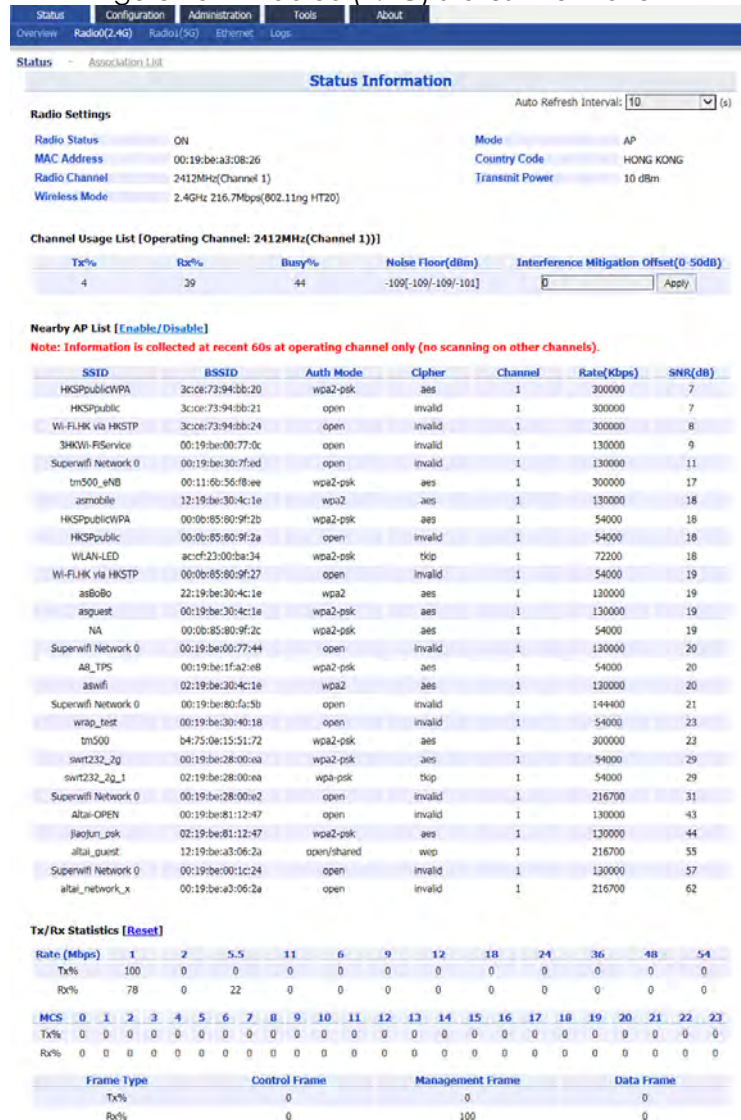 Status Configuration Administration Tools About
Overview Radio0(2.4G) Radio1(5G) Ethernet Logs
Status - Association List
Status Information
Auto Refresh Interval: 10 (s)
Radio Settings
Radio Status ON Mode AP
MAC Address 00:19:be:a3:08:26 Country Code HONG KONG
Radio Channel 2412MHz(Channel 1) Transmit Power 10 dBm
Wireless Mode 2.4GHz 216.7Mbps(802.11ng HT20)
Channel Usage List [Operating Channel: 2412MHz(Channel 1))]
Tx% Rx% Busy% Noise Floor(dBm) Interference Mitigation Offset(0-50dB)
4 39 44 -109[-109/-109/-101] 0 Apply
Nearby AP List [Enable/Disable]
Note: Information is collected at recent 60s at operating channel only (no scanning on other channels).
SSID BSSID Auth Mode Cipher Channel Rate(Kbps) SNR(dB)
HKSPpublicWPA 3c:ce:73:94:bb:20 wpa2-psk aes 1 300000 7
HKSPpublic 3c:ce:73:94:bb:21 open invalid 1 300000 7
Wi-Fi.HK via HKSTP 3c:ce:73:94:bb:24 open invalid 1 300000 8
3HKWi-FiService 00:19:be:00:77:0c open invalid 1 130000 9
Superwifi Network 0 00:19:be:30:7f:ed open invalid 1 130000 11
tm500_eNB 00:11:6b:56:f8:ee wpa2-psk aes 1 300000 17
asmobile 12:19:be:30:4c:1e wpa2 aes 1 130000 18
HKSPpublicWPA 00:0b:85:80:9f:2b wpa2-psk aes 1 54000 18
HKSPpublic 00:0b:85:80:9f:2a open invalid 1 54000 18
WLAN-LED ac:cf:23:00:ba:34 wpa2-psk tkip 1 72200 18
Wi-Fi.HK via HKSTP 00:0b:85:80:9f:27 open invalid 1 54000 19
asBoBo 22:19:be:30:4c:1e wpa2 aes 1 130000 19
asguest 00:19:be:30:4c:1e wpa2-psk aes 1 130000 19
NA 00:0b:85:80:9f:2c wpa2-psk aes 1 54000 19
Superwifi Network 0 00:19:be:00:77:44 open invalid 1 130000 20
A8_TPS 00:19:be:1f:a2:e8 wpa2-psk aes 1 54000 20
aswifi 02:19:be:30:4c:1e wpa2 aes 1 130000 20
Superwifi Network 0 00:19:be:80:fa:5b open invalid 1 144400 21
wrap_test 00:19:be:30:40:18 open invalid 1 54000 23
tm500 b4:75:0e:15:51:72 wpa2-psk aes 1 300000 23
swrt232_2g 00:19:be:28:00:ea wpa2-psk aes 1 54000 29
swrt232_2g_1 02:19:be:28:00:ea wpa-psk tkip 1 54000 29
Superwifi Network 0 00:19:be:28:00:e2 open invalid 1 216700 31
Altai-OPEN 00:19:be:81:12:47 open invalid 1 130000 43
jiaojun_psk 02:19:be:81:12:47 wpa2-psk aes 1 130000 44
altai_guest 12:19:be:a3:06:2a open/shared wep 1 216700 55
Superwifi Network 0 00:19:be:00:1c:24 open invalid 1 130000 57
altai_network_x 00:19:be:a3:06:2a open invalid 1 216700 62
Tx/Rx Statistics [Reset]
Rate (Mbps) 1 2 5.5 11 6 9 12 18 24 36 48 54
Tx% 100 0 0 0 0 0 0 0 0 0 0 0
Rx% 78 0 22 0 0 0 0 0 0 0 0 0
MCS 0 1 2 3 4 5 6 7 8 9 10 11 12 13 14 15 16 17 18 19 20 21 22 23
Tx% 0 0 0 0 0 0 0 0 0 0 0 0 0 0 0 0 0 0 0 0 0 0 0 0
Rx% 0 0 0 0 0 0 0 0 0 0 0 0 0 0 0 0 0 0 0 0 0 0 0 0
Frame Type Control Frame Management Frame Data Frame
Tx% 0 0 0
Rx% 0 100 0